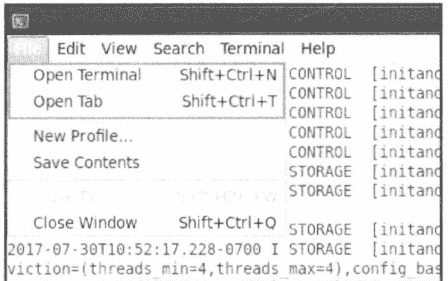 File Edit View Search Terminal Help
Open Terminal Shift+Ctrl+N CONTROL [initand
Open Tab Shift+Ctrl+T CONTROL [initand
CONTROL [initand
New Profile... CONTROL [initand
Save Contents CONTROL [initand
STORAGE [initand
STORAGE [initand
Close Window Shift+Ctrl+Q STORAGE [initand
2017-07-30T10:52:17.228-0700 I STORAGE [initand
viction=(threads_min=4,threads_max=4),config_bas